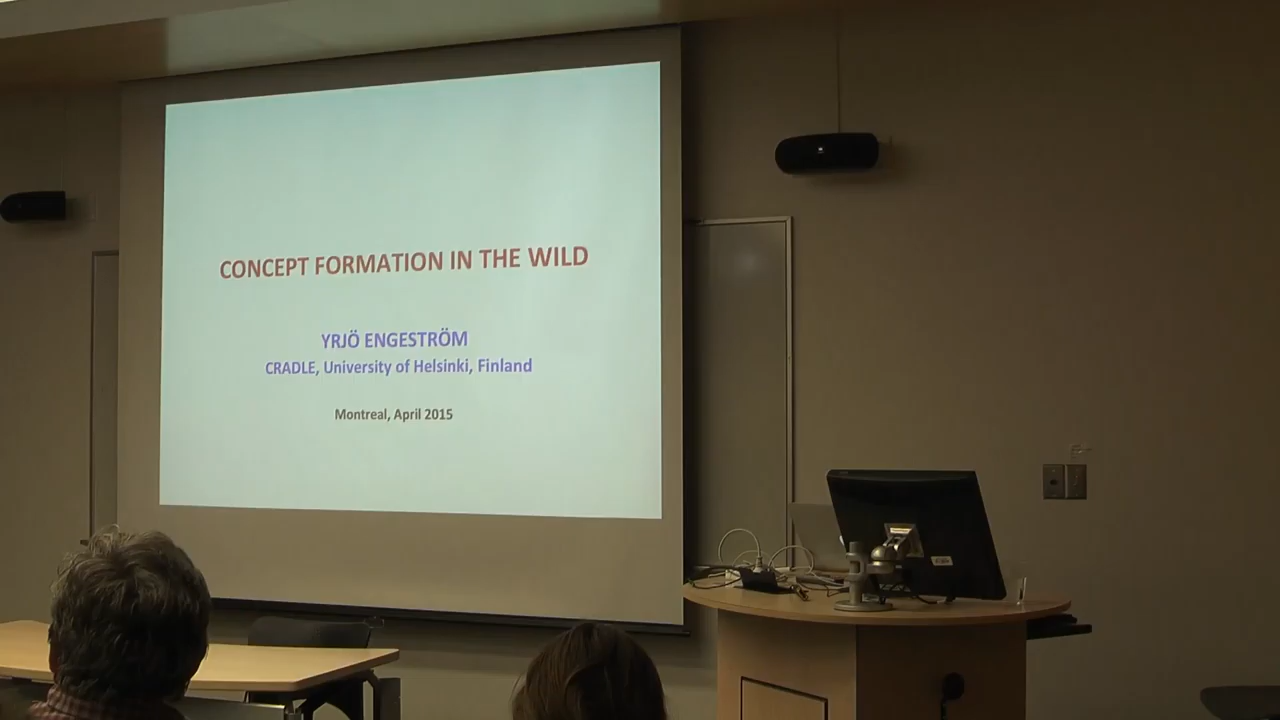 CONCEPT FORMATION IN THE WILD
YRJÖ ENGESTRÖM
CRADLE, University of Helsinki, Finland
Montreal, April 2015